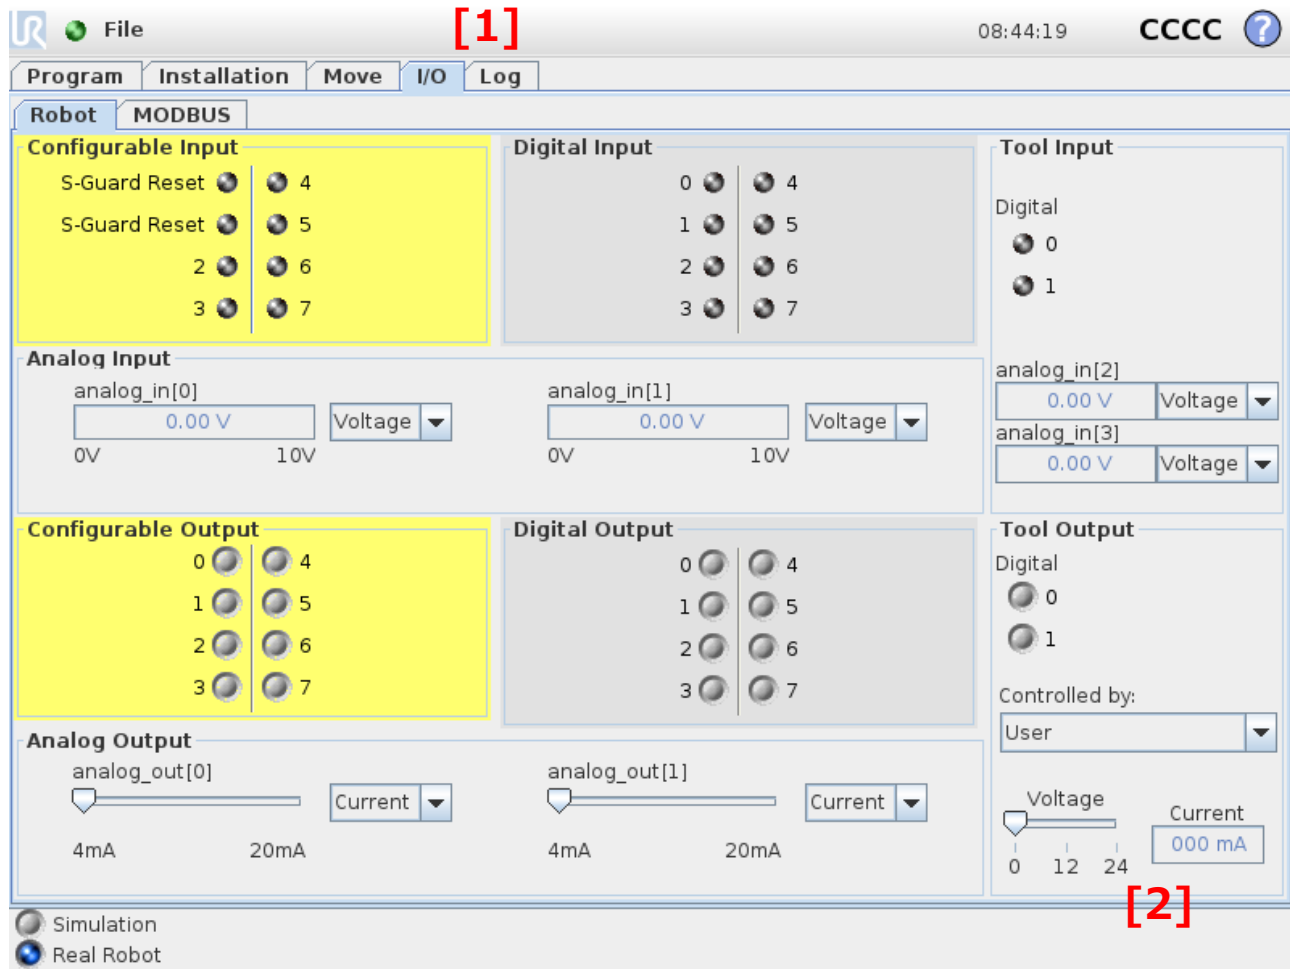 UR File [1] 08:44:19 CCCC ?
Program Installation Move I/O Log
Robot MODBUS
Configurable Input
S-Guard Reset 4
S-Guard Reset 5
2 6
3 7
Digital Input
0 4
1 5
2 6
3 7
Tool Input
Digital
0
1
analog_in[2]
0.00 V Voltage
analog_in[3]
0.00 V Voltage
Analog Input
analog_in[0]
0.00 V Voltage
0V 10V
analog_in[1]
0.00 V Voltage
0V 10V
Configurable Output
0 4
1 5
2 6
3 7
Digital Output
0 4
1 5
2 6
3 7
Tool Output
Digital
0
1
Controlled by:
User
Voltage
0 12 24
Current
000 mA
Analog Output
analog_out[0]
Current
4mA 20mA
analog_out[1]
Current
4mA 20mA
[2]
Simulation
Real Robot